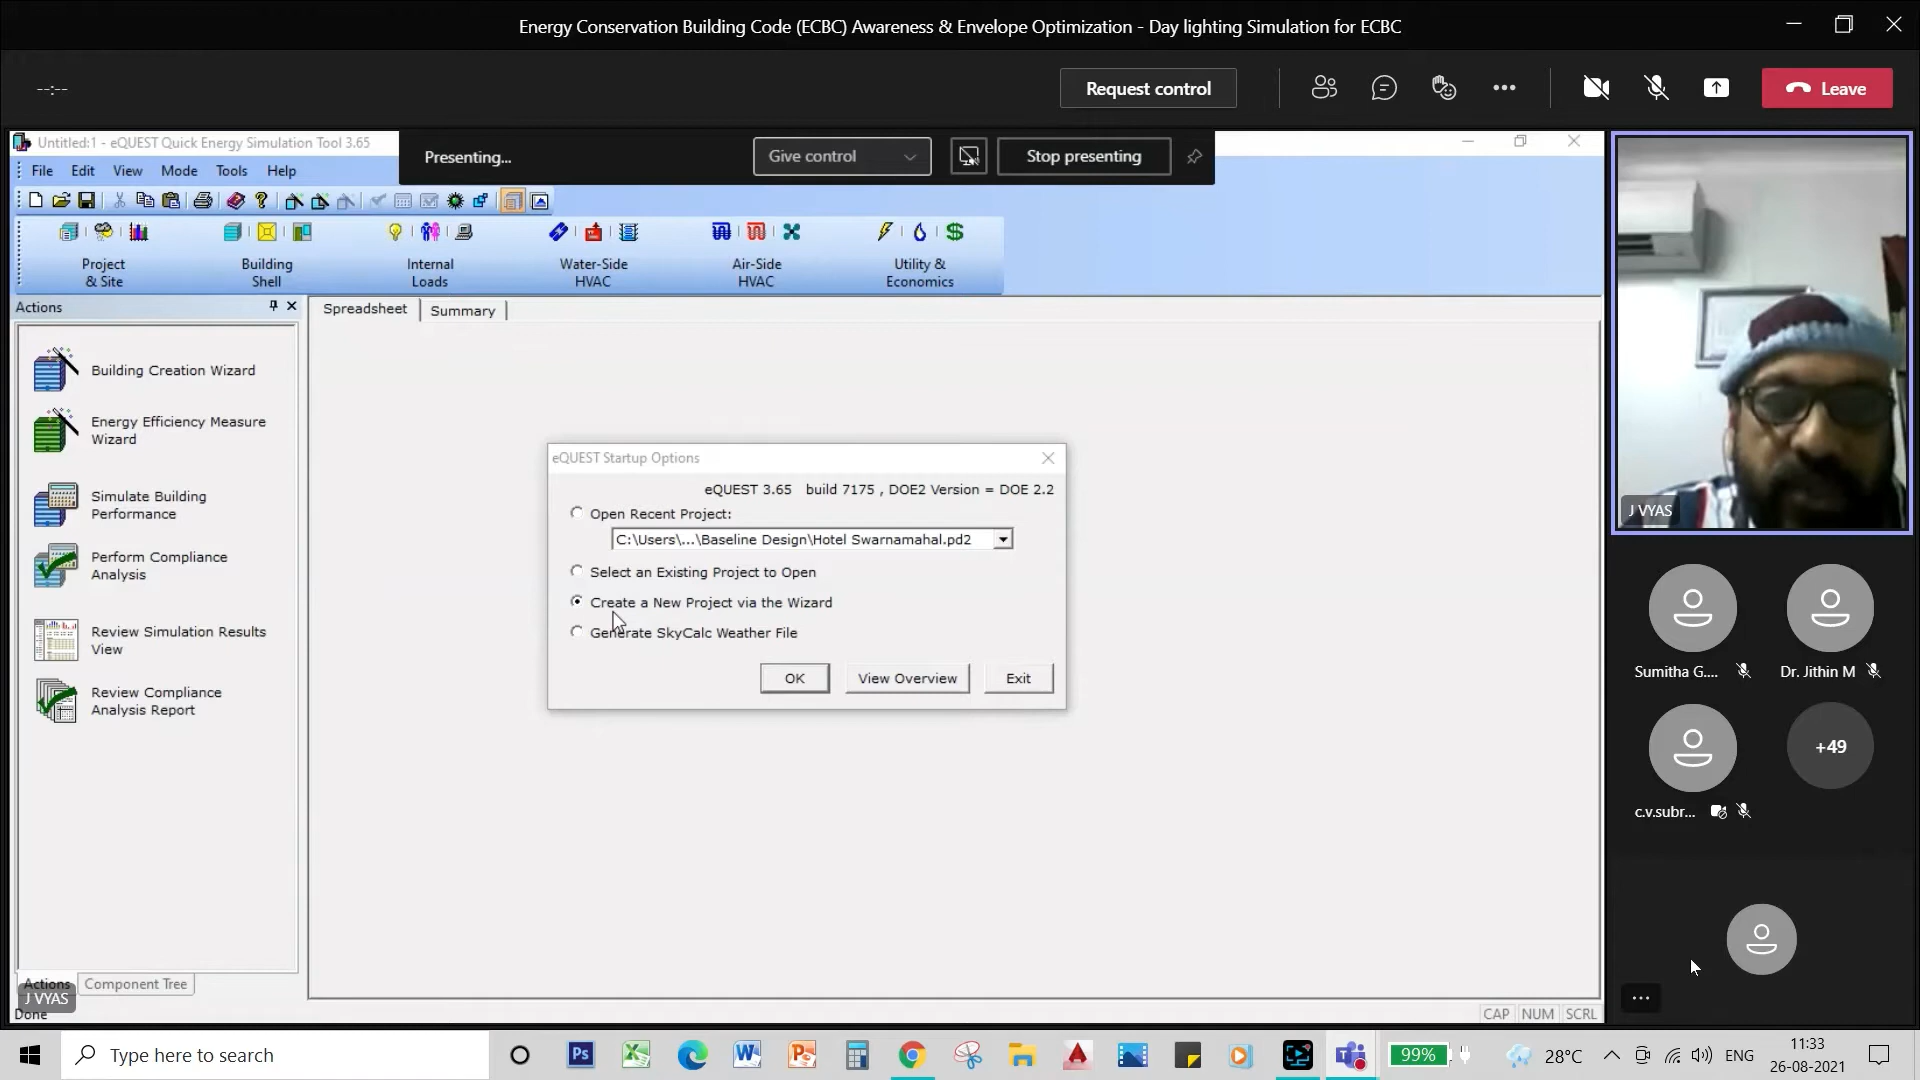 Energy Conservation Building Code (ECBC) Awareness & Envelope Optimization - Day lighting Simulation for ECBC
--:--
Request control
Leave
Untitled:1 - eQUEST Quick Energy Simulation Tool 3.65
Presenting...
Give control
Stop presenting
File Edit View Mode Tools Help
Project
& Site
Building
Shell
Internal
Loads
Water-Side
HVAC
Air-Side
HVAC
Utility &
Economics
Actions
Spreadsheet
Summary
Building Creation Wizard
Energy Efficiency Measure
Wizard
Simulate Building
Performance
Perform Compliance
Analysis
Review Simulation Results
View
Review Compliance
Analysis Report
eQUEST Startup Options
eQUEST 3.65 build 7175 , DOE2 Version = DOE 2.2
Open Recent Project:
C:\Users\...\Baseline Design\Hotel Swarnamahal.pd2
Select an Existing Project to Open
Create a New Project via the Wizard
Generate SkyCalc Weather File
OK
View Overview
Exit
J VYAS
Sumitha G....
Dr. Jithin M
c.v.subr...
+49
Actions
Component Tree
J VYAS
Done
CAP NUM SCRL
Type here to search
Ps
99%
28°C
ENG
11:33
26-08-2021